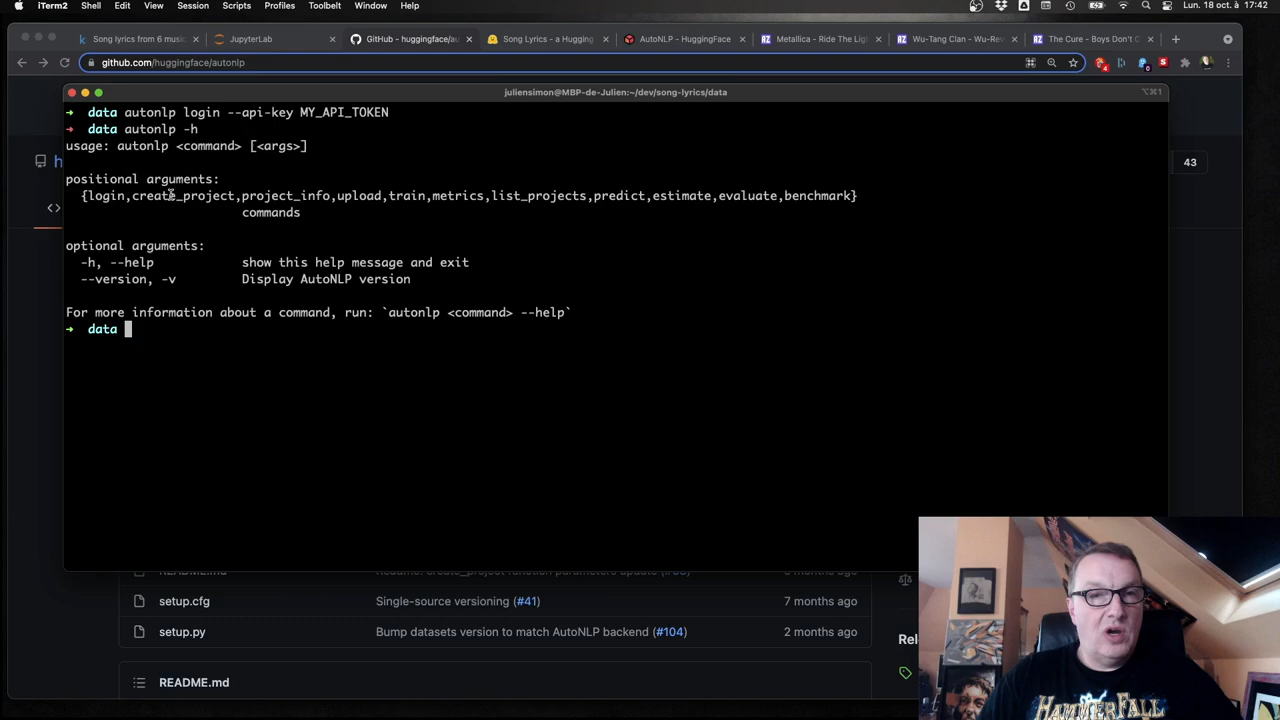 iTerm2 Shell Edit View Session Scripts Profiles Toolbelt Window Help Lun. 18 oct. à 17:42
Song lyrics from 6 music JupyterLab GitHub - huggingface/au Song Lyrics - a Hugging AutoNLP - HuggingFace Metallica - Ride The Lig Wu-Tang Clan - Wu-Rev The Cure - Boys Don't C
github.com/huggingface/autonlp
juliensimon@MBP-de-Julien:~/dev/song-lyrics/data ⌥⌘1
➜ data autonlp login --api-key MY_API_TOKEN
➜ data autonlp -h
usage: autonlp <command> [<args>]
positional arguments:
{login,create_project,project_info,upload,train,metrics,list_projects,predict,estimate,evaluate,benchmark}
commands
optional arguments:
-h, --help show this help message and exit
--version, -v Display AutoNLP version
For more information about a command, run: `autonlp <command> --help`
➜ data
h
43
README.md
setup.cfg Single-source versioning (#41) 7 months ago
setup.py Bump datasets version to match AutoNLP backend (#104) 2 months ago
Rele
README.md
HAMMERFALL